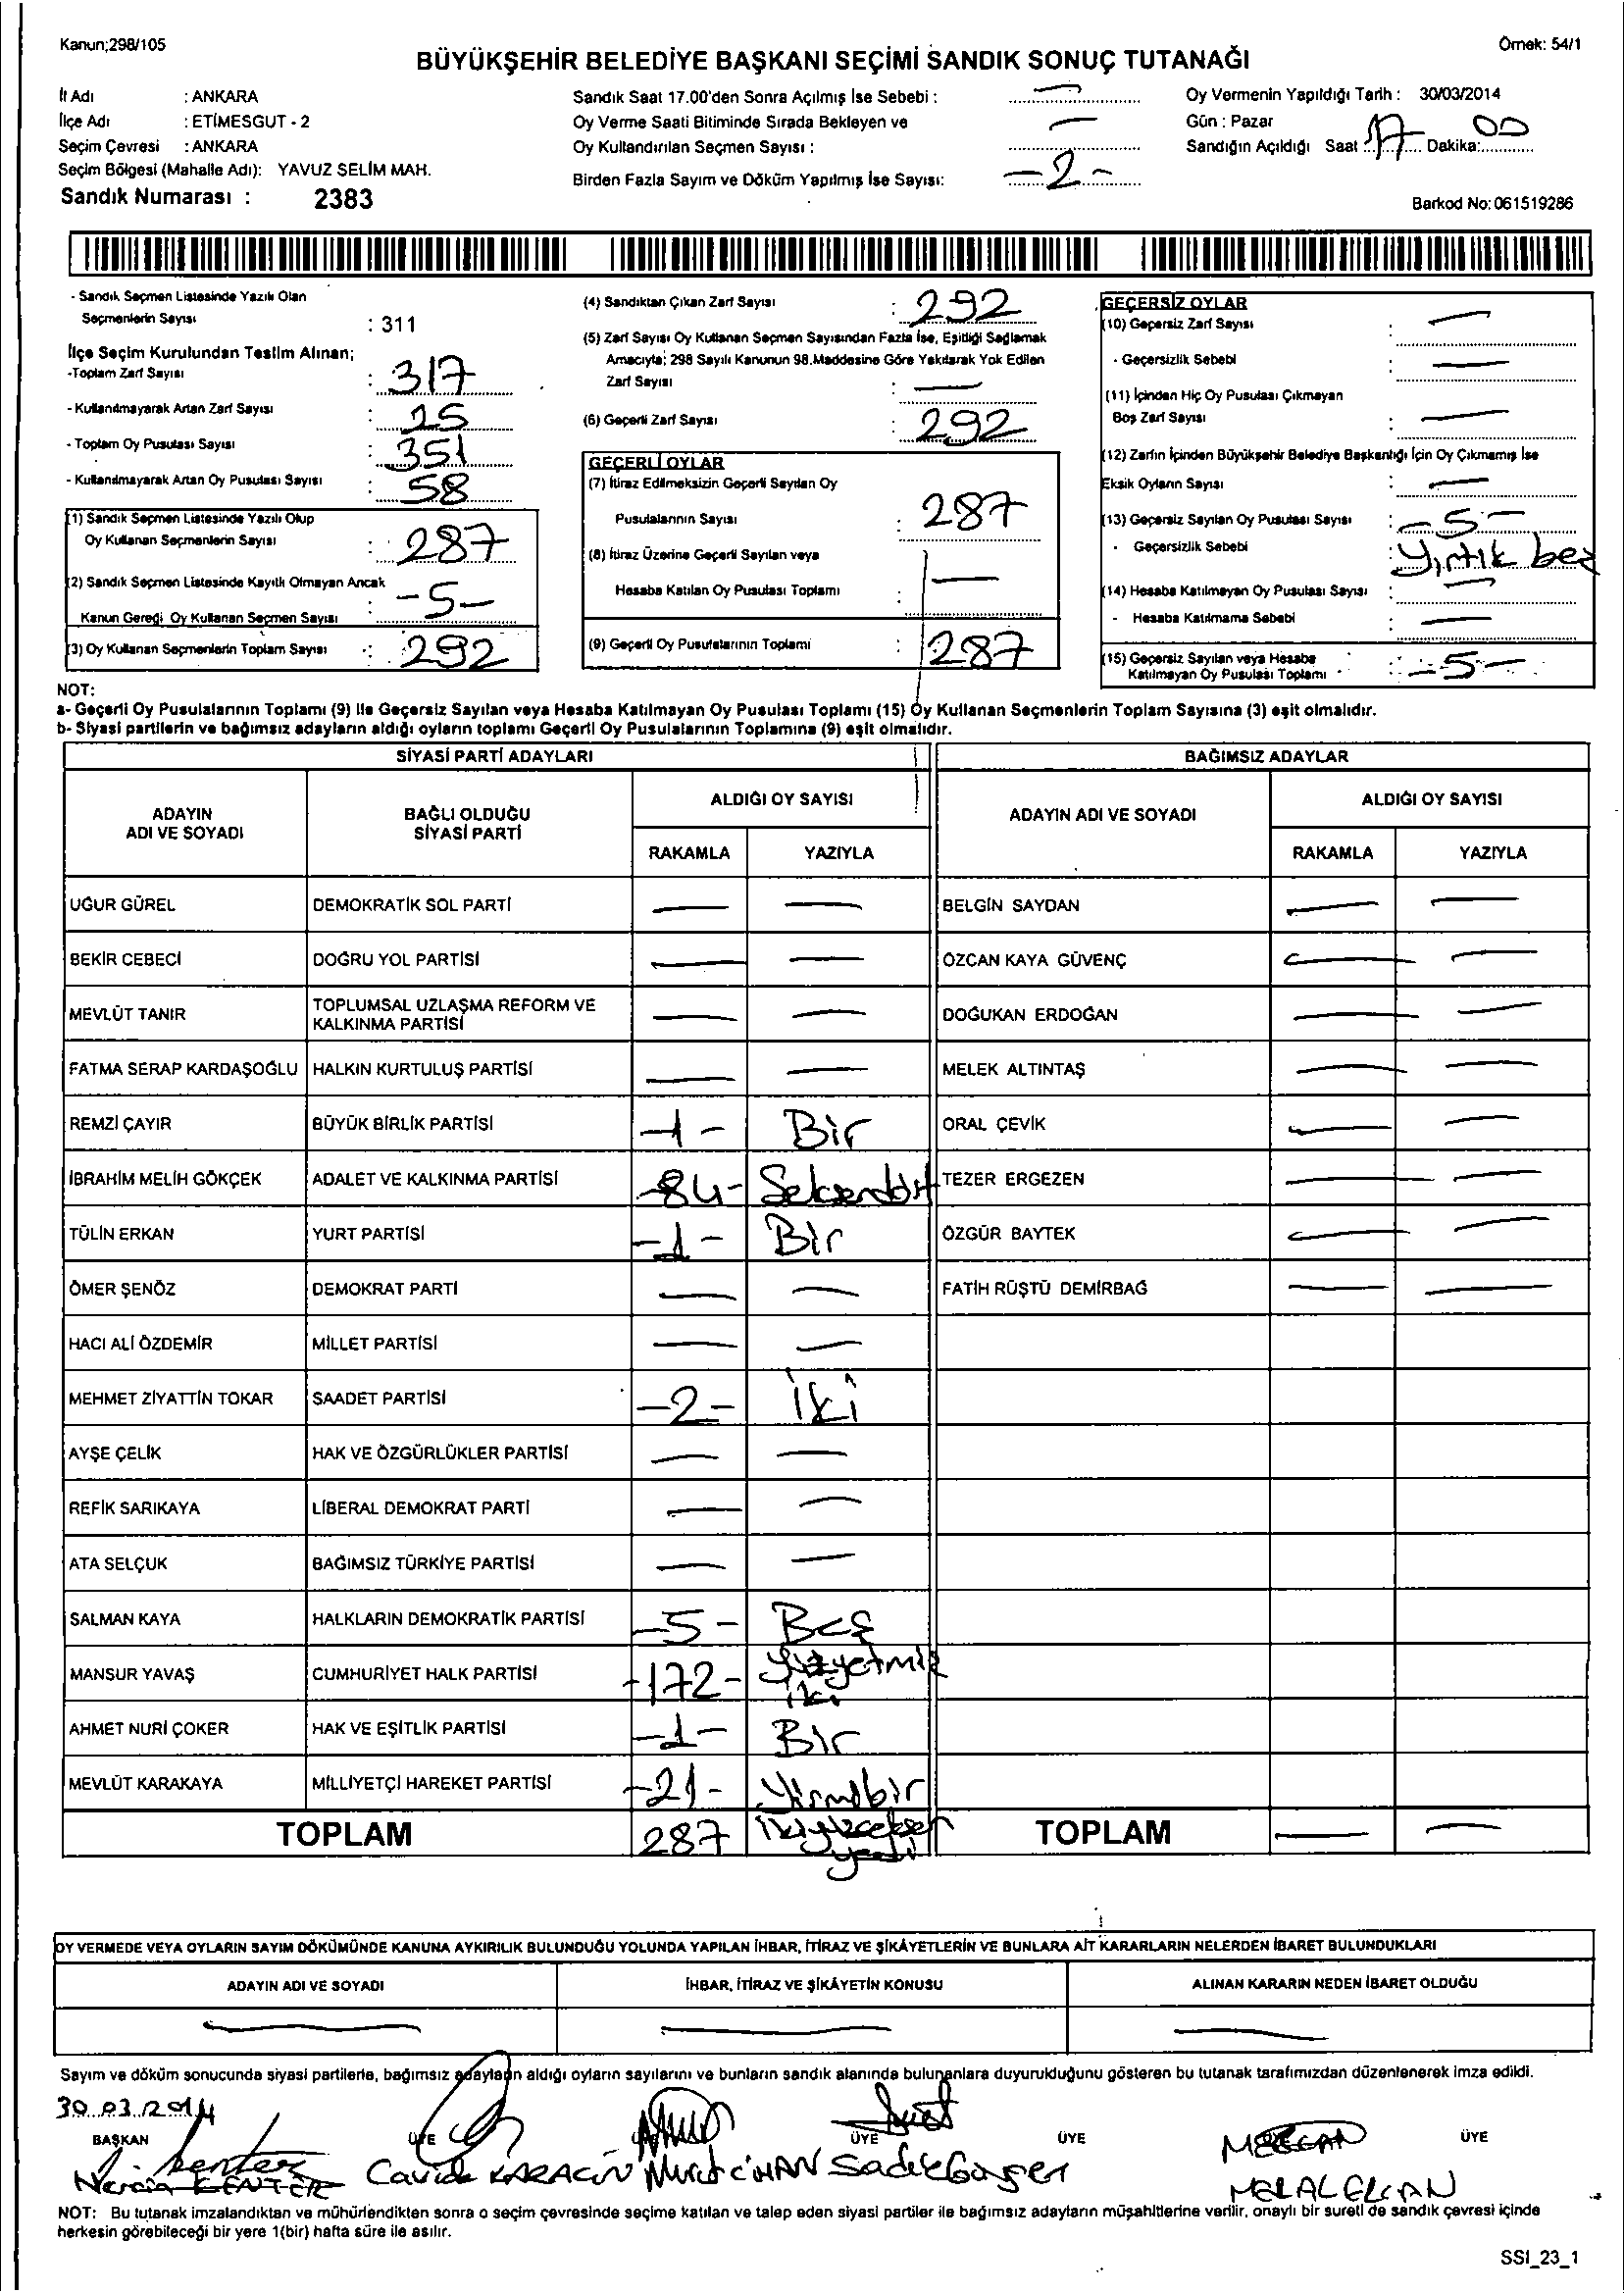 Kanun;298/105
Örnek: 54/1
BÜYÜKŞEHİR BELEDİYE BAŞKANI SEÇİMİ SANDIK SONUÇ TUTANAĞI
İl Adı : ANKARA
İlçe Adı : ETİMESGUT - 2
Seçim Çevresi : ANKARA
Seçim Bölgesi (Mahalle Adı): YAVUZ SELİM MAH.
Sandık Numarası : 2383
Sandık Saat 17.00'den Sonra Açılmış İse Sebebi : —
Oy Verme Saati Bitiminde Sırada Bekleyen ve
Oy Kullandırılan Seçmen Sayısı : —
Birden Fazla Sayım ve Döküm Yapılmış İse Sayısı: -2-
Oy Vermenin Yapıldığı Tarih : 30/03/2014
Gün : Pazar
Sandığın Açıldığı Saat : 17 Dakika: 00
Barkod No: 061519286
- Sandık Seçmen Listesinde Yazılı Olan
Seçmenlerin Sayısı : 311
İlçe Seçim Kurulundan Teslim Alınan;
-Toplam Zarf Sayısı : 317
- Kullanılmayarak Artan Zarf Sayısı : 25
- Toplam Oy Pusulası Sayısı : 351
- Kullanılmayarak Artan Oy Pusulası Sayısı : 58
(1) Sandık Seçmen Listesinde Yazılı Olup
Oy Kullanan Seçmenlerin Sayısı : 287
(2) Sandık Seçmen Listesinde Kayıtlı Olmayan Ancak
Kanun Gereği Oy Kullanan Seçmen Sayısı : -5-
(3) Oy Kullanan Seçmenlerin Toplam Sayısı : 292
(4) Sandıktan Çıkan Zarf Sayısı : 292
(5) Zarf Sayısı Oy Kullanan Seçmen Sayısından Fazla İse, Eşitliği Sağlamak
Amacıyla; 298 Sayılı Kanunun 98.Maddesine Göre Yakılarak Yok Edilen
Zarf Sayısı : —
(6) Geçerli Zarf Sayısı : 292
GEÇERLİ OYLAR
(7) İtiraz Edilmeksizin Geçerli Sayılan Oy
Pusulalarının Sayısı : 287
(8) İtiraz Üzerine Geçerli Sayılan veya
Hesaba Katılan Oy Pusulası Toplamı : —
(9) Geçerli Oy Pusulalarının Toplamı : 287
GEÇERSİZ OYLAR
(10) Geçersiz Zarf Sayısı : —
- Geçersizlik Sebebi : —
(11) İçinden Hiç Oy Pusulası Çıkmayan
Boş Zarf Sayısı : —
(12) Zarfın İçinden Büyükşehir Belediye Başkanlığı İçin Oy Çıkmamış İse
Eksik Oyların Sayısı : —
(13) Geçersiz Sayılan Oy Pusulası Sayısı : -5-
- Geçersizlik Sebebi : Yırtık
(14) Hesaba Katılmayan Oy Pusulası Sayısı : —
- Hesaba Katılmama Sebebi : —
(15) Geçersiz Sayılan veya Hesaba
Katılmayan Oy Pusulası Toplamı : -5-
NOT:
a- Geçerli Oy Pusulalarının Toplamı (9) ile Geçersiz Sayılan veya Hesaba Katılmayan Oy Pusulası Toplamı (15) Oy Kullanan Seçmenlerin Toplam Sayısına (3) eşit olmalıdır.
b- Siyasi partilerin ve bağımsız adayların aldığı oyların toplamı Geçerli Oy Pusulalarının Toplamına (9) eşit olmalıdır.
SİYASİ PARTİ ADAYLARI BAĞIMSIZ ADAYLAR
ADAYIN
ADI VE SOYADI
BAĞLI OLDUĞU
SİYASİ PARTİ
ALDIĞI OY SAYISI
RAKAMLA YAZIYLA
ADAYIN ADI VE SOYADI
ALDIĞI OY SAYISI
RAKAMLA YAZIYLA
UĞUR GÜREL DEMOKRATİK SOL PARTİ — — BELGİN SAYDAN — —
BEKİR CEBECİ DOĞRU YOL PARTİSİ — — ÖZCAN KAYA GÜVENÇ — —
MEVLÜT TANIR TOPLUMSAL UZLAŞMA REFORM VE
KALKINMA PARTİSİ — — DOĞUKAN ERDOĞAN — —
FATMA SERAP KARDAŞOĞLU HALKIN KURTULUŞ PARTİSİ — — MELEK ALTINTAŞ — —
REMZİ ÇAYIR BÜYÜK BİRLİK PARTİSİ -1- Bir ORAL ÇEVİK — —
İBRAHİM MELİH GÖKÇEK ADALET VE KALKINMA PARTİSİ -84- Seksendört TEZER ERGEZEN — —
TÜLİN ERKAN YURT PARTİSİ -1- Bir ÖZGÜR BAYTEK — —
ÖMER ŞENÖZ DEMOKRAT PARTİ — — FATİH RÜŞTÜ DEMİRBAĞ — —
HACI ALİ ÖZDEMİR MİLLET PARTİSİ — —
MEHMET ZİYATTİN TOKAR SAADET PARTİSİ -2- İki
AYŞE ÇELİK HAK VE ÖZGÜRLÜKLER PARTİSİ — —
REFİK SARIKAYA LİBERAL DEMOKRAT PARTİ — —
ATA SELÇUK BAĞIMSIZ TÜRKİYE PARTİSİ — —
SALMAN KAYA HALKLARIN DEMOKRATİK PARTİSİ -5- Beş
MANSUR YAVAŞ CUMHURİYET HALK PARTİSİ -172- Yüzyetmiş
iki
AHMET NURİ ÇOKER HAK VE EŞİTLİK PARTİSİ -1- Bir
MEVLÜT KARAKAYA MİLLİYETÇİ HAREKET PARTİSİ -21- Yirmibir
TOPLAM 287 ikiyüzseksen TOPLAM — —
yedi
OY VERMEDE VEYA OYLARIN SAYIM DÖKÜMÜNDE KANUNA AYKIRILIK BULUNDUĞU YOLUNDA YAPILAN İHBAR, İTİRAZ VE ŞİKÂYETLERİN VE BUNLARA AİT KARARLARIN NELERDEN İBARET BULUNDUKLARI
ADAYIN ADI VE SOYADI İHBAR, İTİRAZ VE ŞİKÂYETİN KONUSU ALINAN KARARIN NEDEN İBARET OLDUĞU
— — —
Sayım ve döküm sonucunda siyasi partilerle, bağımsız adayların aldığı oyların sayılarını ve bunların sandık alanında bulunanlara duyurulduğunu gösteren bu tutanak tarafımızdan düzenlenerek imza edildi.
30.03.2014
BAŞKAN ÜYE ÜYE ÜYE ÜYE ÜYE
KENTER Cavide KARAGÖN Murat CİHAN Sadık MERAL ELCAN
NOT: Bu tutanak imzalandıktan ve mühürlendikten sonra o seçim çevresinde seçime katılan ve talep eden siyasi partiler ile bağımsız adayların müşahitlerine verilir, onaylı bir sureti de sandık çevresi içinde
herkesin görebileceği bir yere 1(bir) hafta süre ile asılır.
SSI_23_1